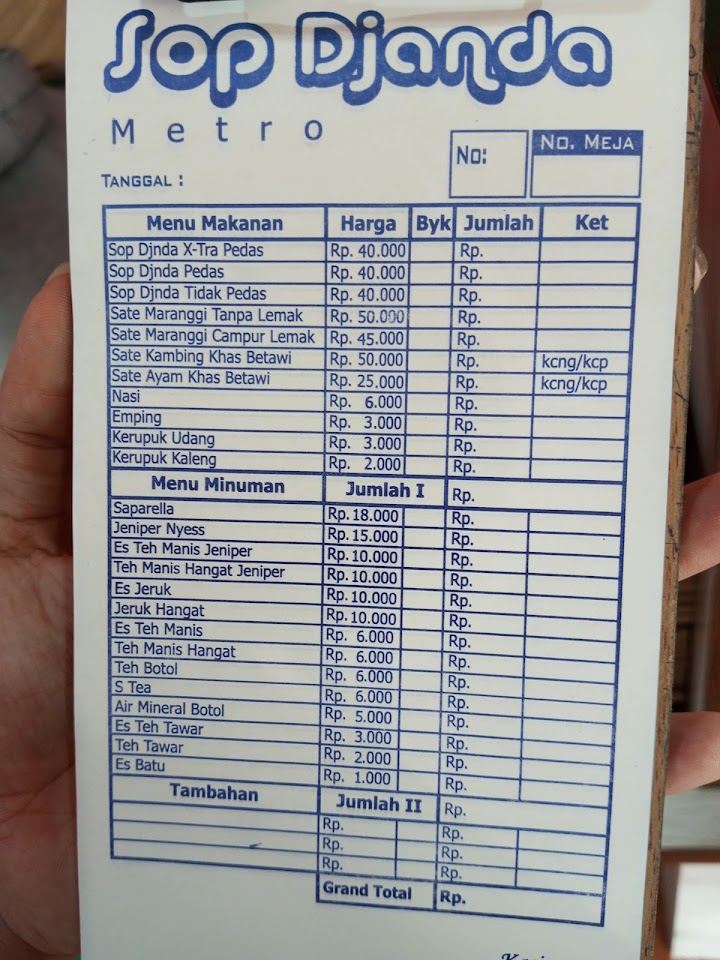 Sop Djanda
Metro
No:
No. Meja
Tanggal :
Menu Makanan Harga Byk Jumlah Ket
Sop Djnda X-Tra Pedas Rp. 40.000 Rp.
Sop Djnda Pedas Rp. 40.000 Rp.
Sop Djnda Tidak Pedas Rp. 40.000 Rp.
Sate Maranggi Tanpa Lemak Rp. 50.000 Rp.
Sate Maranggi Campur Lemak Rp. 45.000 Rp.
Sate Kambing Khas Betawi Rp. 50.000 Rp. kcng/kcp
Sate Ayam Khas Betawi Rp. 25.000 Rp. kcng/kcp
Nasi Rp. 6.000 Rp.
Emping Rp. 3.000 Rp.
Kerupuk Udang Rp. 3.000 Rp.
Kerupuk Kaleng Rp. 2.000 Rp.
Menu Minuman Jumlah I Rp.
Saparella Rp. 18.000 Rp.
Jeniper Nyess Rp. 15.000 Rp.
Es Teh Manis Jeniper Rp. 10.000 Rp.
Teh Manis Hangat Jeniper Rp. 10.000 Rp.
Es Jeruk Rp. 10.000 Rp.
Jeruk Hangat Rp. 10.000 Rp.
Es Teh Manis Rp. 6.000 Rp.
Teh Manis Hangat Rp. 6.000 Rp.
Teh Botol Rp. 6.000 Rp.
S Tea Rp. 6.000 Rp.
Air Mineral Botol Rp. 5.000 Rp.
Es Teh Tawar Rp. 3.000 Rp.
Teh Tawar Rp. 2.000 Rp.
Es Batu Rp. 1.000 Rp.
Tambahan Jumlah II Rp.
Rp. Rp.
Rp. Rp.
Rp. Rp.
Grand Total Rp.